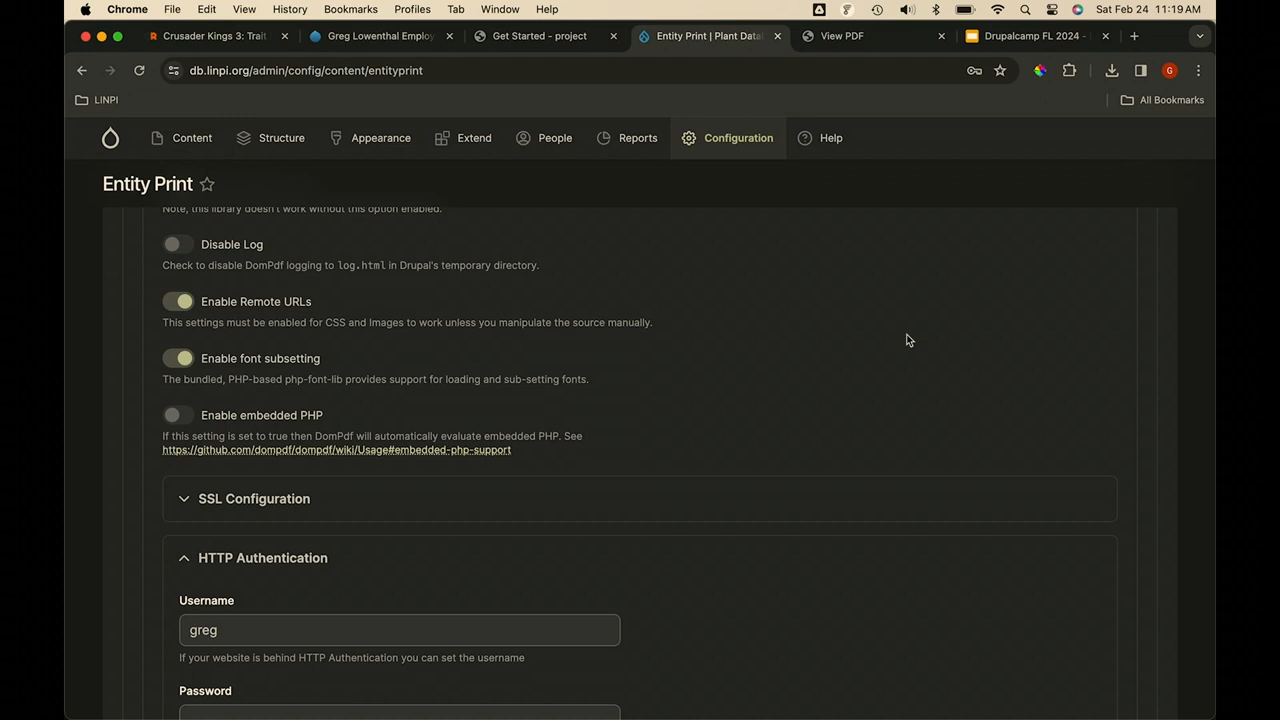 Chrome File Edit View History Bookmarks Profiles Tab Window Help Sat Feb 24 11:19 AM
Crusader Kings 3: Trait Greg Lowenthal Emplo Get Started - project Entity Print | Plant Data View PDF Drupalcamp FL 2024 -
db.linpi.org/admin/config/content/entityprint G
LINPI All Bookmarks
Content Structure Appearance Extend People Reports Configuration Help
Entity Print
Note, this library doesn't work without this option enabled.
Disable Log
Check to disable DomPdf logging to log.html in Drupal's temporary directory.
Enable Remote URLs
This settings must be enabled for CSS and Images to work unless you manipulate the source manually.
Enable font subsetting
The bundled, PHP-based php-font-lib provides support for loading and sub-setting fonts.
Enable embedded PHP
If this setting is set to true then DomPdf will automatically evaluate embedded PHP. See
https://github.com/dompdf/dompdf/wiki/Usage#embedded-php-support
SSL Configuration
HTTP Authentication
Username
greg
If your website is behind HTTP Authentication you can set the username
Password